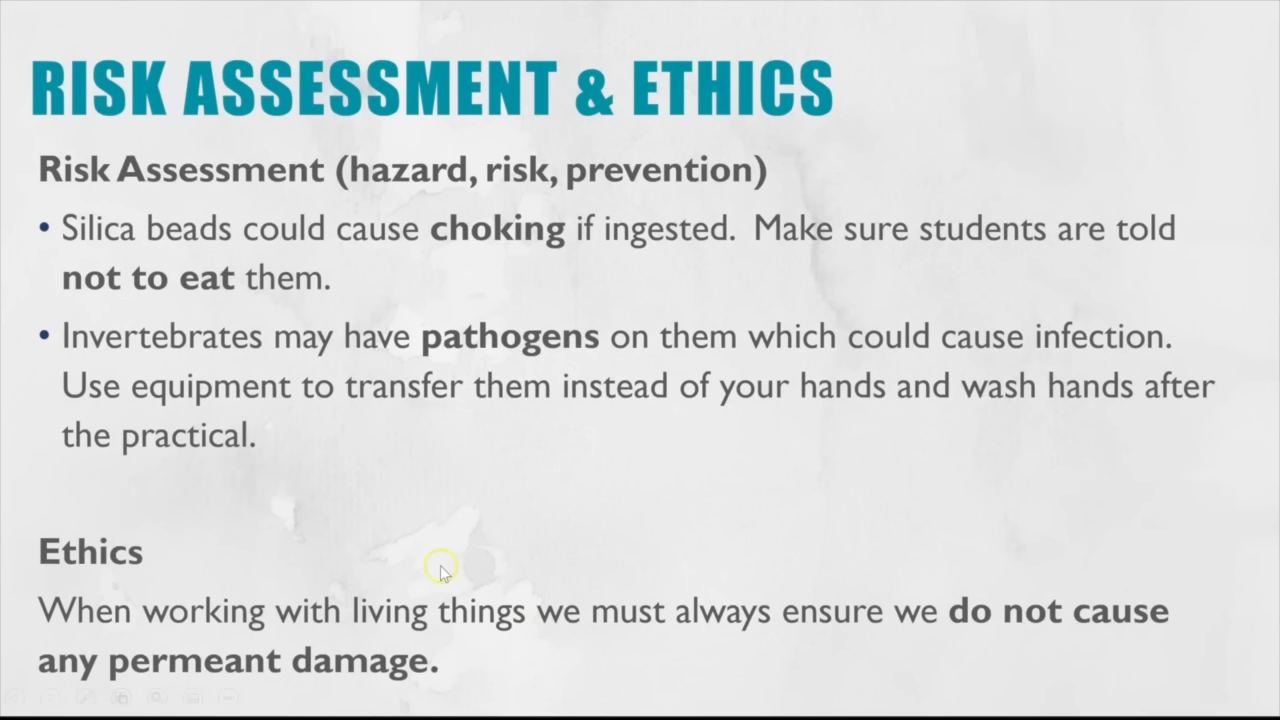 RISK ASSESSMENT & ETHICS
Risk Assessment (hazard, risk, prevention)
• Silica beads could cause choking if ingested. Make sure students are told
not to eat them.
• Invertebrates may have pathogens on them which could cause infection.
Use equipment to transfer them instead of your hands and wash hands after
the practical.
Ethics
When working with living things we must always ensure we do not cause
any permeant damage.